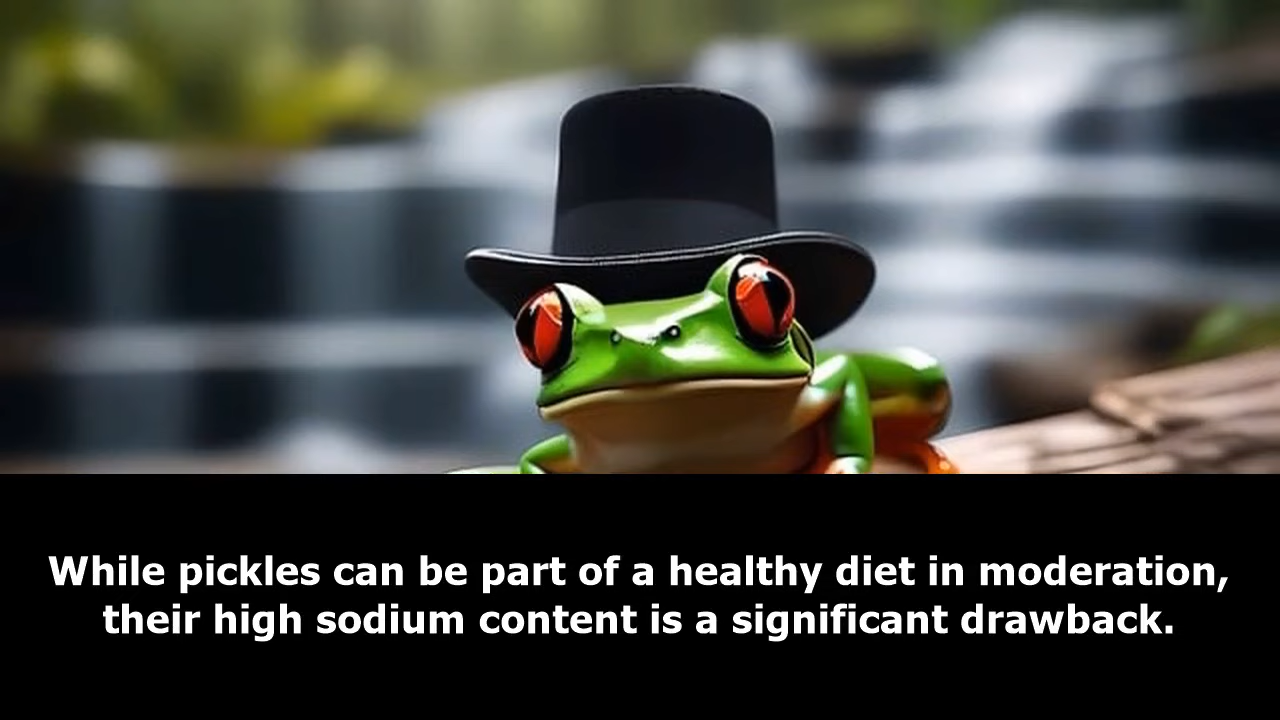 While pickles can be part of a healthy diet in moderation,
their high sodium content is a significant drawback.